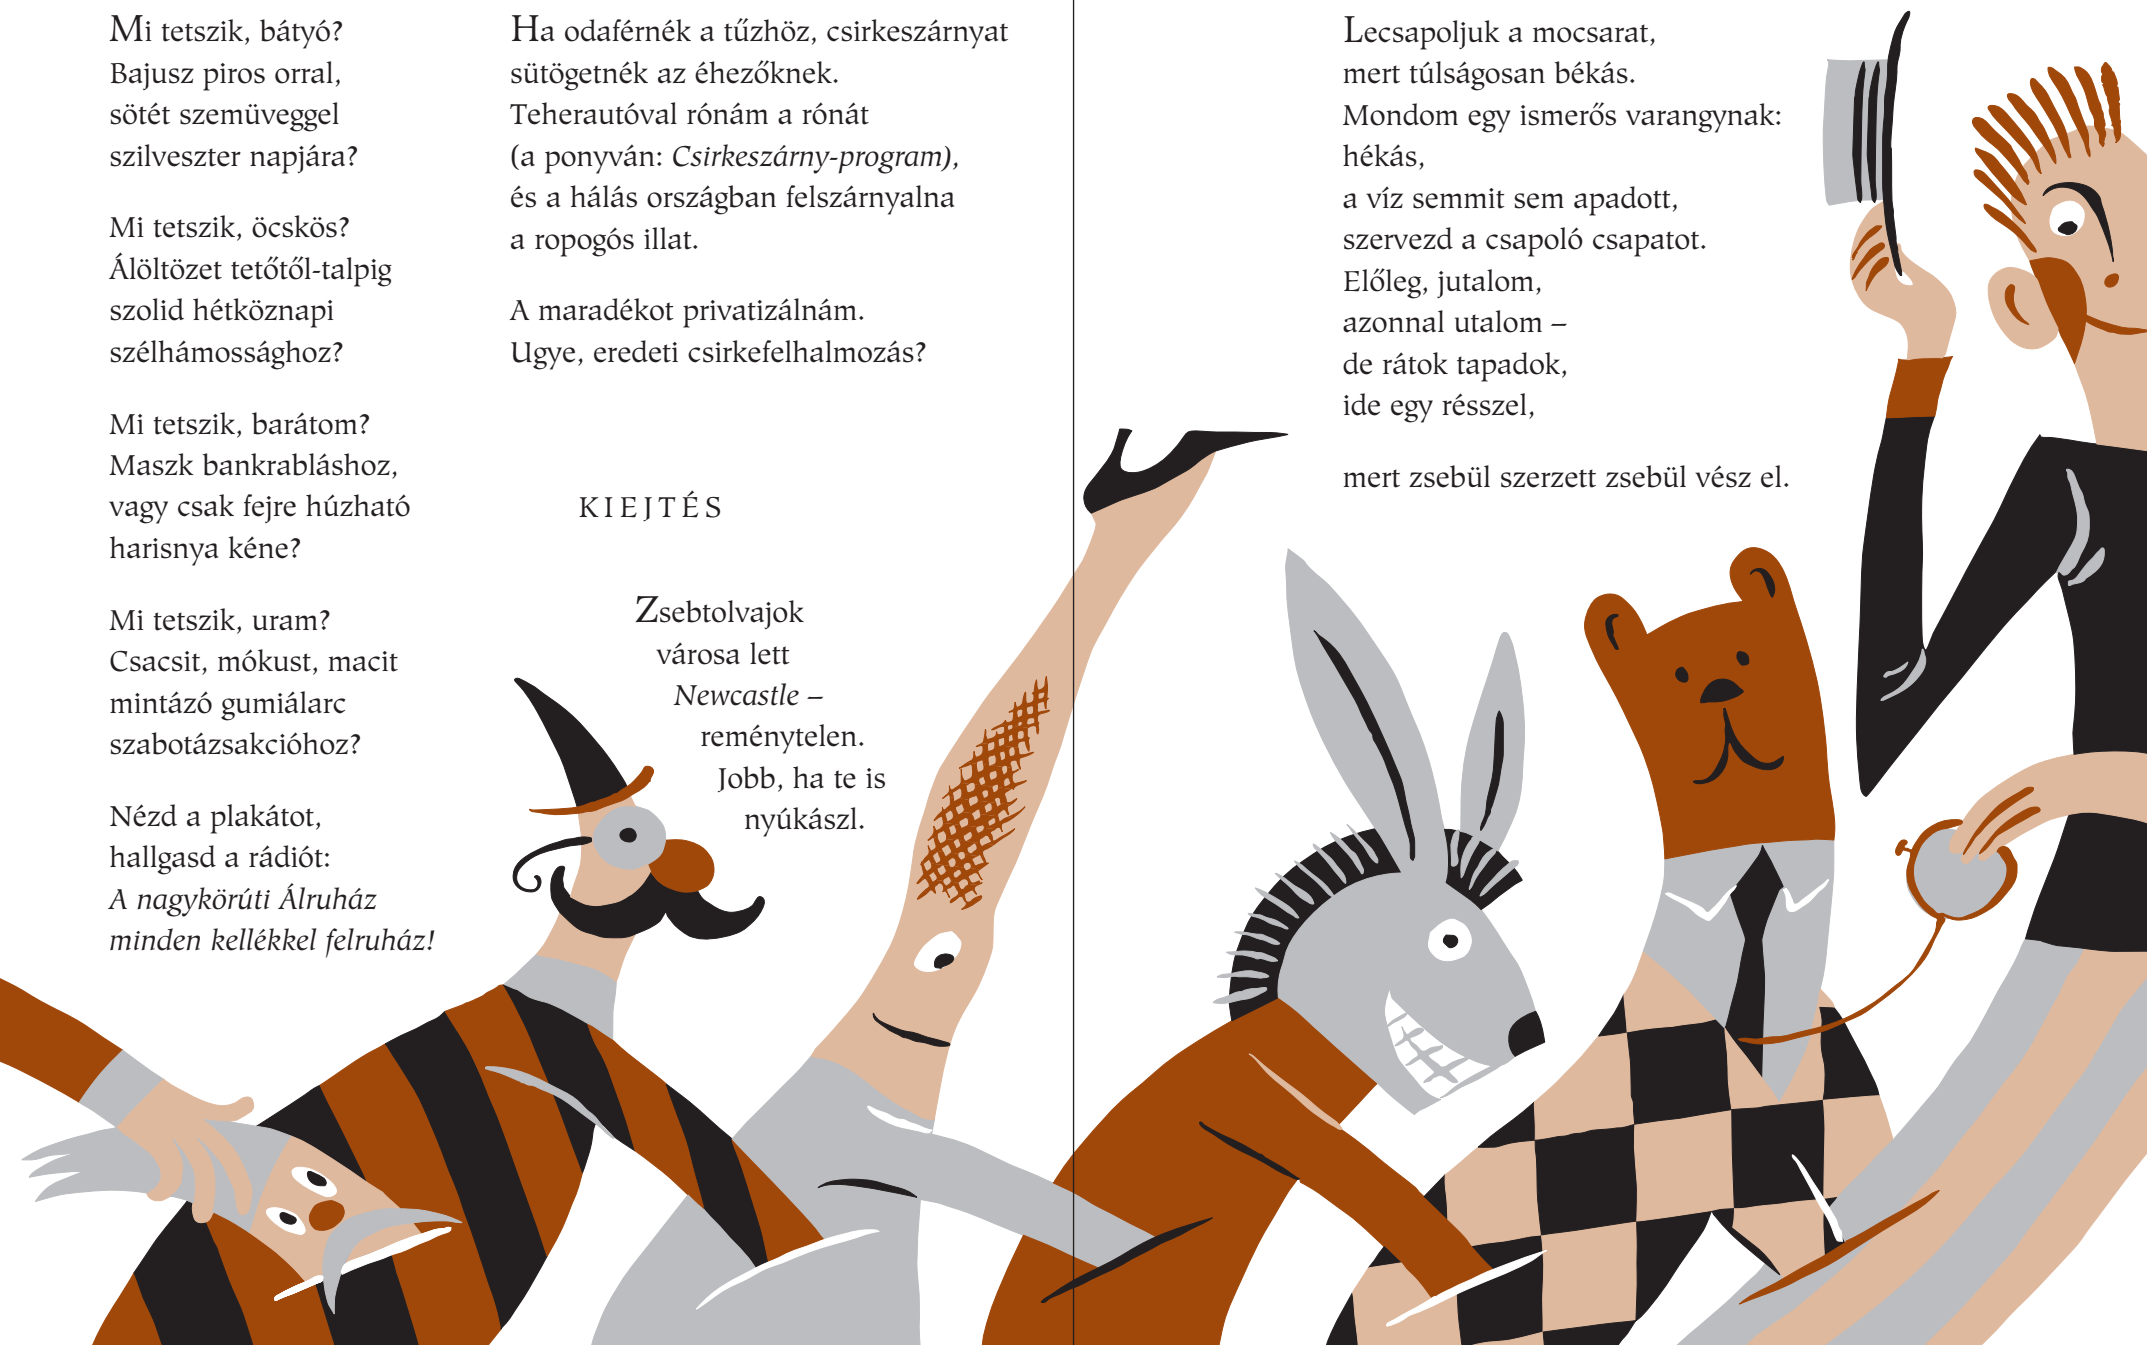 Mi tetszik, bátyó?
Bajusz piros orral,
sötét szemüveggel
szilveszter napjára?
Mi tetszik, öcskös?
Álöltözet tetőtől-talpig
szolid hétköznapi
szélhámossághoz?
Mi tetszik, barátom?
Maszk bankrabláshoz,
vagy csak fejre húzható
harisnya kéne?
Mi tetszik, uram?
Csacsit, mókust, macit
mintázó gumiálarc
szabotázsakcióhoz?
Nézd a plakátot,
hallgasd a rádiót:
A nagykörúti Álruház
minden kellékkel felruház!
Ha odaférnék a tűzhöz, csirkeszárnyat
sütögetnék az éhezőknek.
Teherautóval rónám a rónát
(a ponyván: Csirkeszárny-program),
és a hálás országban felszárnyalna
a ropogós illat.
A maradékot privatizálnám.
Ugye, eredeti csirkefelhalmozás?
KIEJTÉS
Zsebtolvajok
városa lett
Newcastle –
reménytelen.
Jobb, ha te is
nyúkászl.
Lecsapoljuk a mocsarat,
mert túlságosan békás.
Mondom egy ismerős varangynak:
hékás,
a víz semmit sem apadott,
szervezd a csapoló csapatot.
Előleg, jutalom,
azonnal utalom –
de rátok tapadok,
ide egy résszel,
mert zsebül szerzett zsebül vész el.